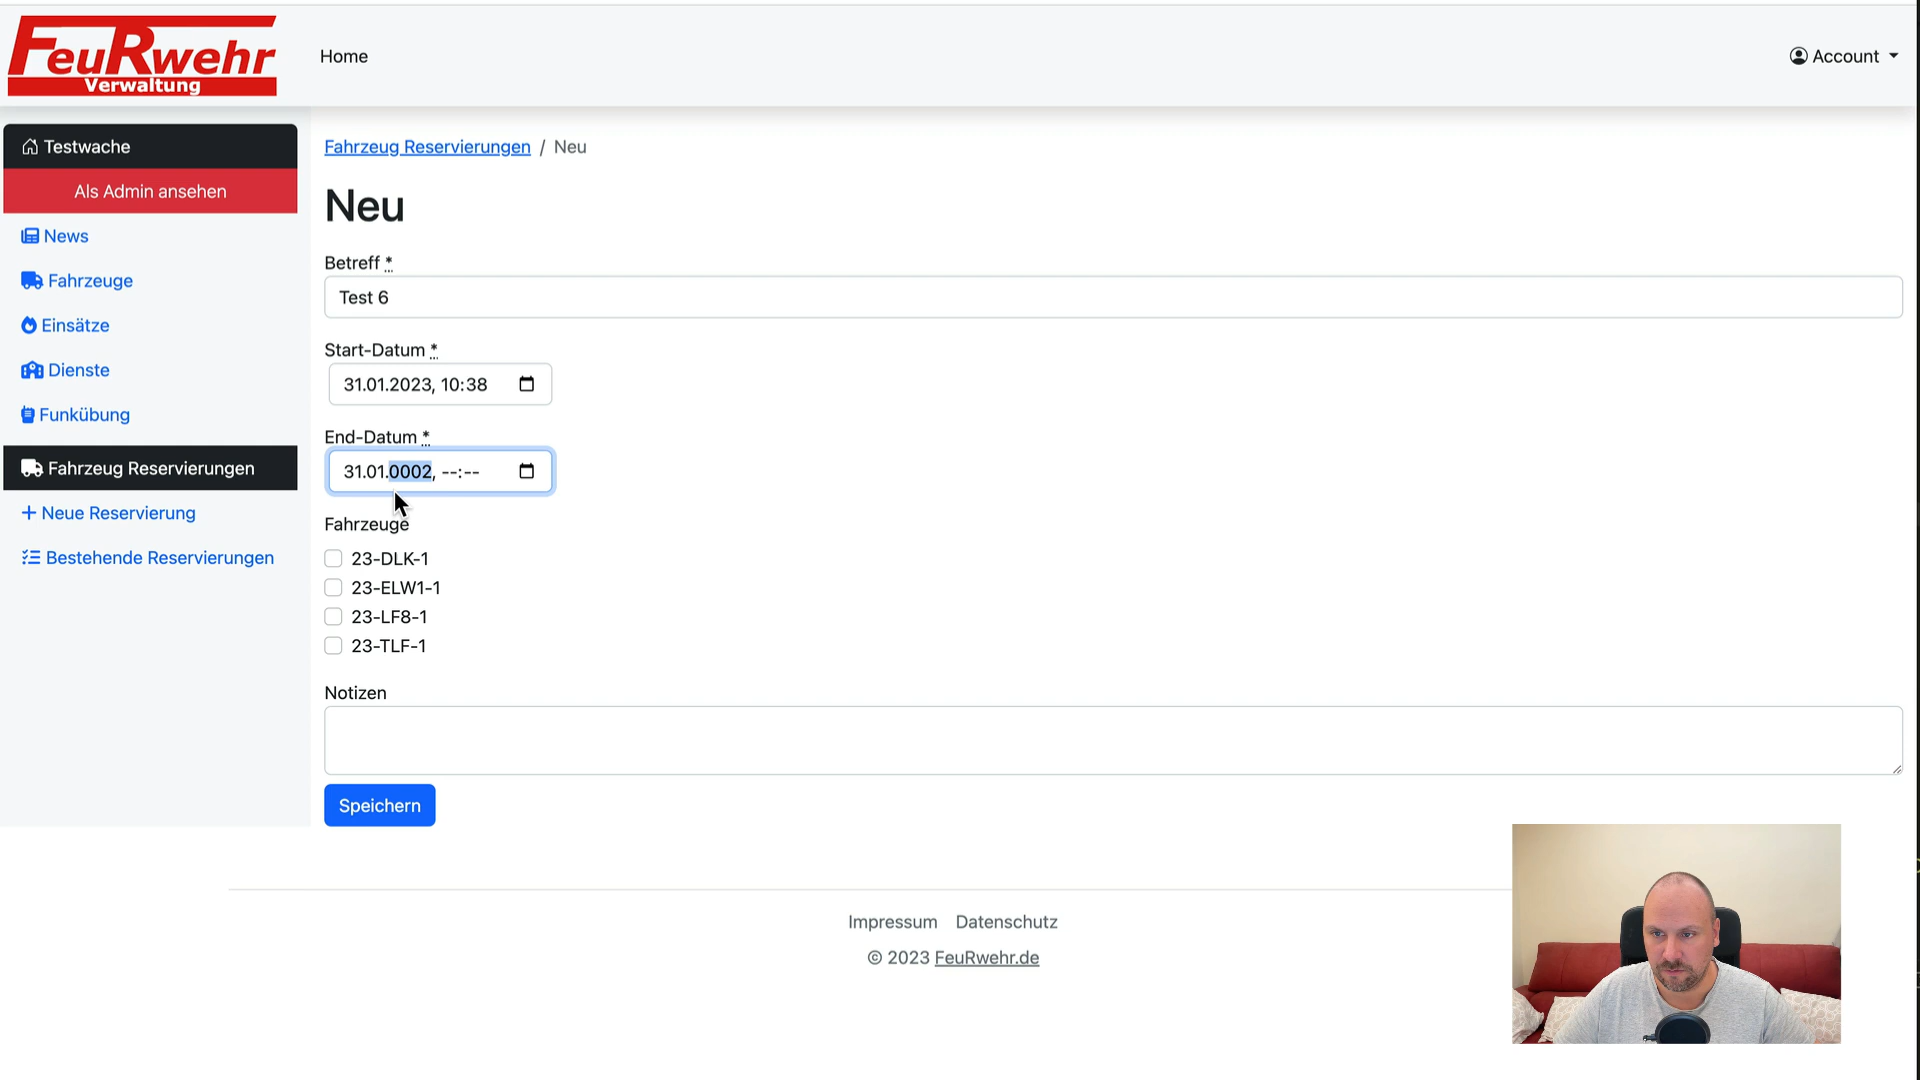 FeuRwehr
Verwaltung
Home
Account
Testwache
Als Admin ansehen
News
Fahrzeuge
Einsätze
Dienste
Funkübung
Fahrzeug Reservierungen
+ Neue Reservierung
Bestehende Reservierungen
Fahrzeug Reservierungen / Neu
Neu
Betreff *
Test 6
Start-Datum *
31.01.2023, 10:38
End-Datum *
31.01.0002, --:--
Fahrzeuge
23-DLK-1
23-ELW1-1
23-LF8-1
23-TLF-1
Notizen
Speichern
Impressum Datenschutz
© 2023 FeuRwehr.de